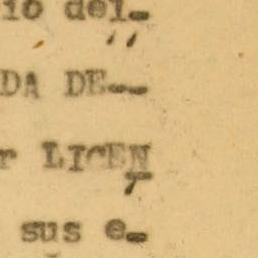 io del-
DA DE--
r LICEN
sus e-